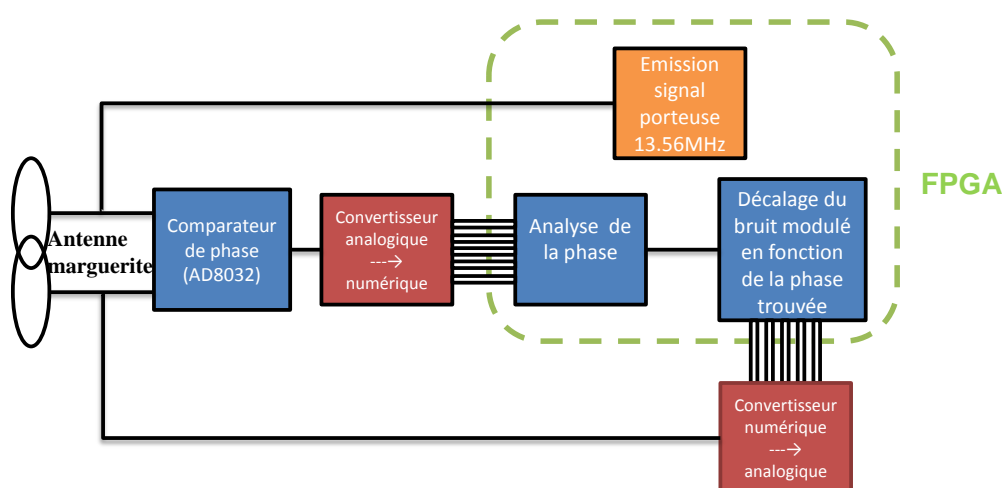 Emission
signal
porteuse
13.56MHz
FPGA
Antenne
marguerite
Comparateur
de phase
(AD8032)
Convertisseur
analogique
---→
numérique
Analyse de
la phase
Décalage du
bruit modulé
en fonction
de la phase
trouvée
Convertisseur
numérique
---→
analogique